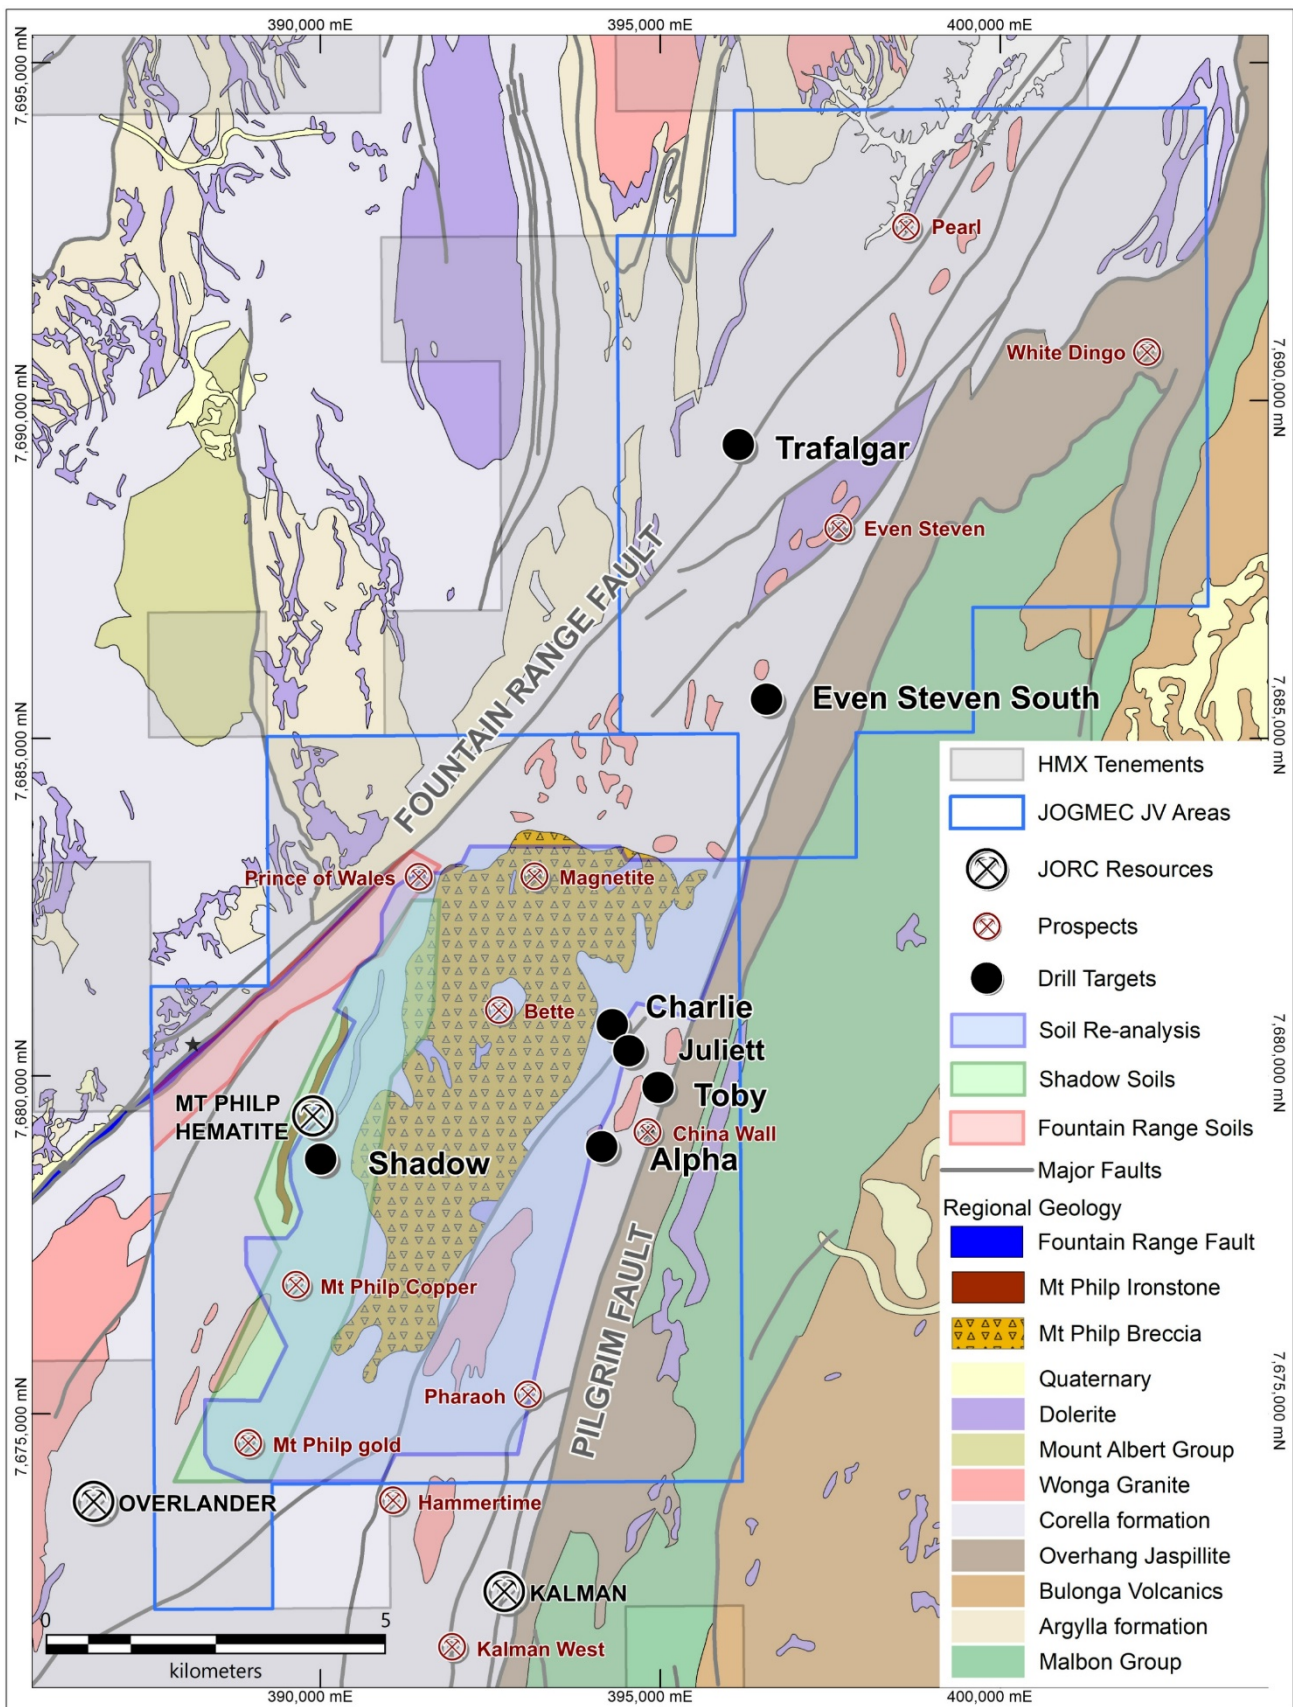 390,000 mE
395,000 mE
400,000 mE
7,695,000 mN
7,695,000 mN
Pearl
White Dingo
7,690,000 mN
7,690,000 mN
Trafalgar
Even Steven
FOUNTAIN RANGE FAULT
Even Steven South
7,685,000 mN
7,685,000 mN
Prince of Wales
Magnetite
Bette
Charlie
Juliett
Toby
China Wall
Alpha
MT PHILP
HEMATITE
Shadow
7,680,000 mN
7,680,000 mN
Mt Philp Copper
PILGRIM FAULT
Pharaoh
Mt Philp gold
7,675,000 mN
7,675,000 mN
OVERLANDER
Hammertime
KALMAN
Kalman West
0
5
kilometers
HMX Tenements
JOGMEC JV Areas
JORC Resources
Prospects
Drill Targets
Soil Re-analysis
Shadow Soils
Fountain Range Soils
Major Faults
Regional Geology
Fountain Range Fault
Mt Philp Ironstone
Mt Philp Breccia
Quaternary
Dolerite
Mount Albert Group
Wonga Granite
Corella formation
Overhang Jaspillite
Bulonga Volcanics
Argylla formation
Malbon Group
390,000 mE
395,000 mE
400,000 mE